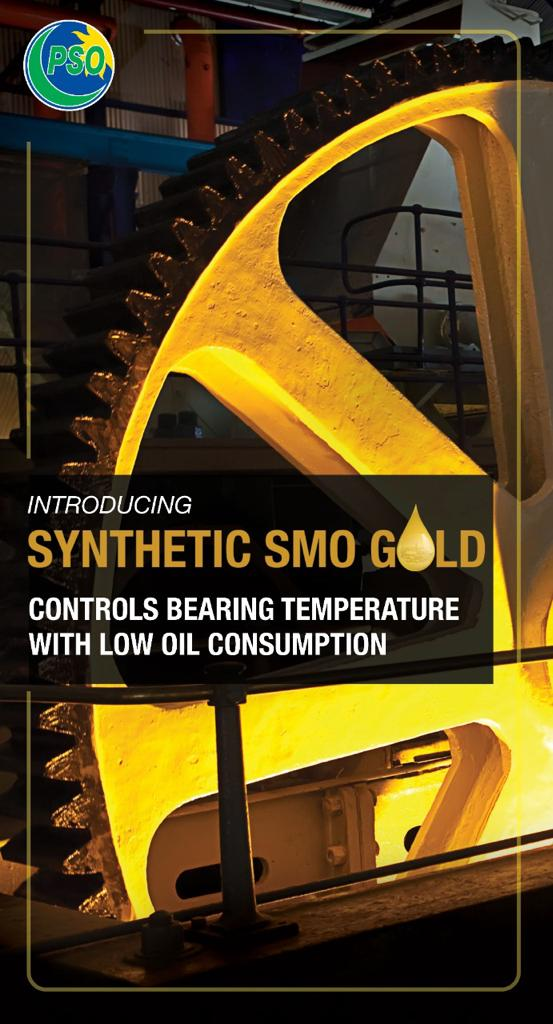 PSO
INTRODUCING
SYNTHETIC SMO GOLD
CONTROLS BEARING TEMPERATURE
WITH LOW OIL CONSUMPTION